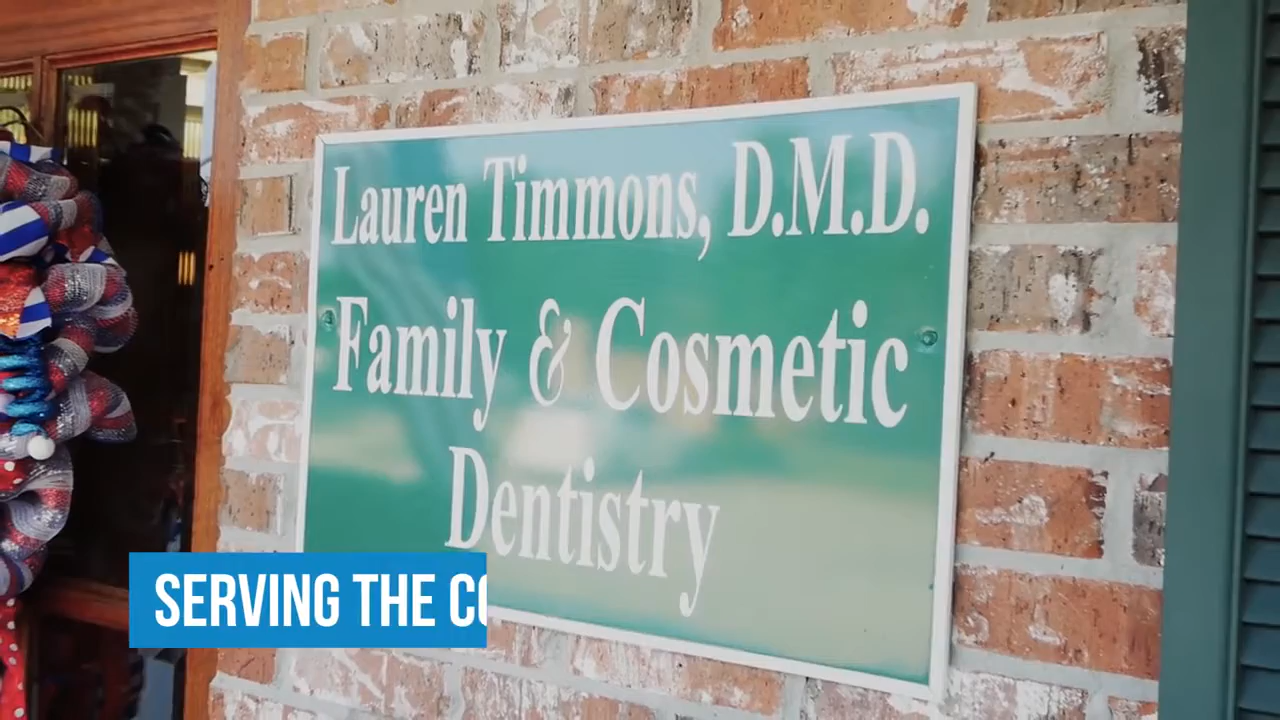 Lauren Timmons, D.M.D.
Family & Cosmetic
Dentistry
SERVING THE